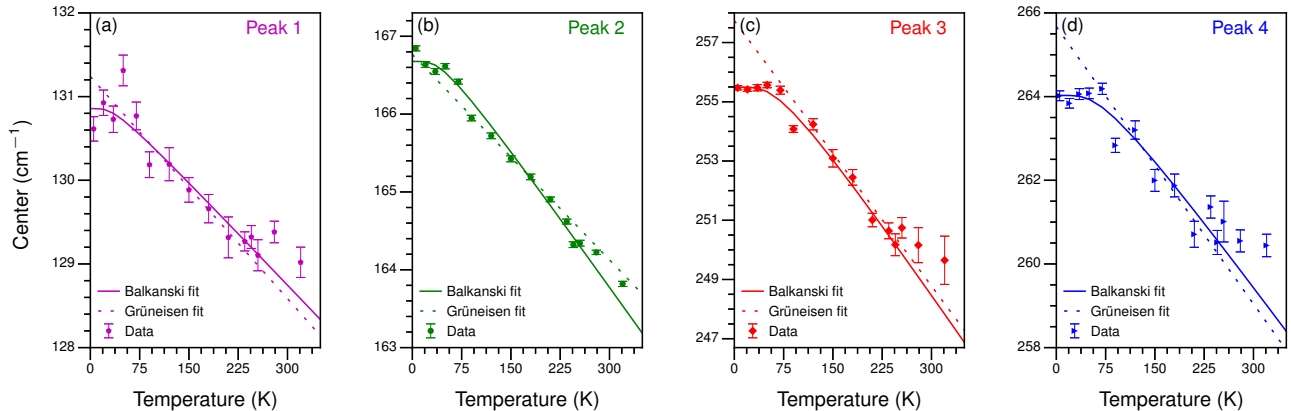 (a) Peak 1
Center (cm−1)
132
131
130
129
128
Balkanski fit
Grüneisen fit
Data
0 75 150 225 300
Temperature (K)
(b) Peak 2
167
166
165
164
163
Balkanski fit
Grüneisen fit
Data
0 75 150 225 300
Temperature (K)
(c) Peak 3
257
255
253
251
249
247
Balkanski fit
Grüneisen fit
Data
0 75 150 225 300
Temperature (K)
(d) Peak 4
266
264
262
260
258
Balkanski fit
Grüneisen fit
Data
0 75 150 225 300
Temperature (K)